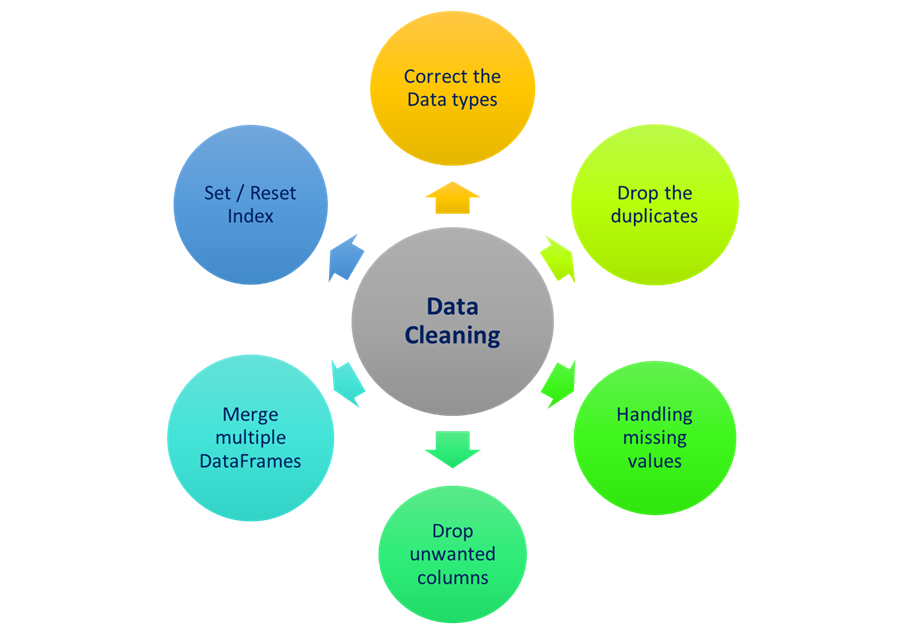 Correct the
Data types
Drop the
duplicates
Handling
missing
values
Drop
unwanted
columns
Merge
multiple
DataFrames
Set / Reset
Index
Data
Cleaning